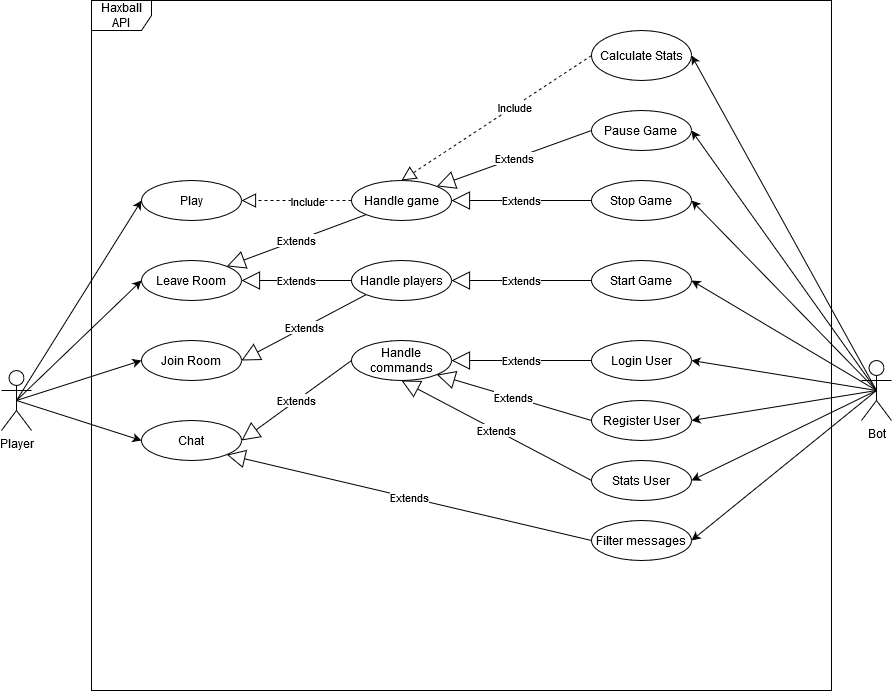 Haxball
API
Calculate Stats
Include
Pause Game
Extends
Play
Include
Handle game
Extends
Stop Game
Extends
Leave Room
Extends
Handle players
Extends
Start Game
Extends
Join Room
Handle
commands
Extends
Login User
Extends
Extends
Register User
Player
Chat
Extends
Bot
Stats User
Extends
Filter messages